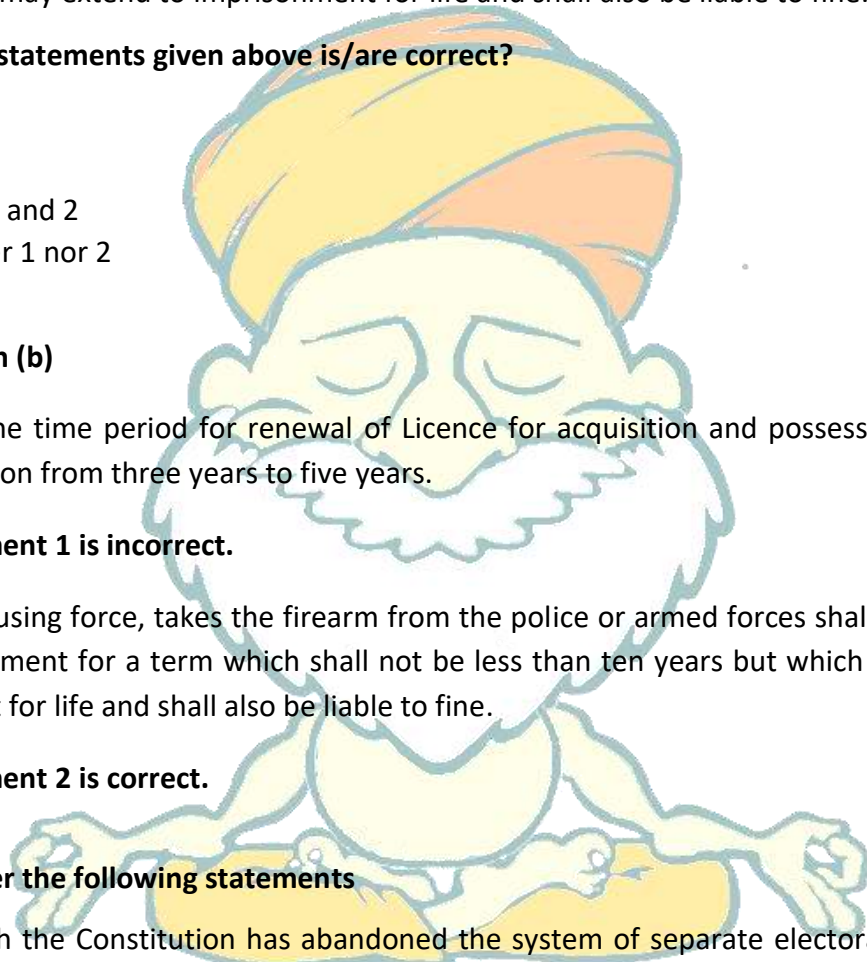 may extend to imprisonment for life and shall also be liable to fine.
statements given above is/are correct?
and 2
r 1 nor 2
(b)
time period for renewal of Licence for acquisition and possess
on from three years to five years.
ent 1 is incorrect.
using force, takes the firearm from the police or armed forces shal
ment for a term which shall not be less than ten years but which
for life and shall also be liable to fine.
ent 2 is correct.
er the following statements
the Constitution has abandoned the system of separate elector